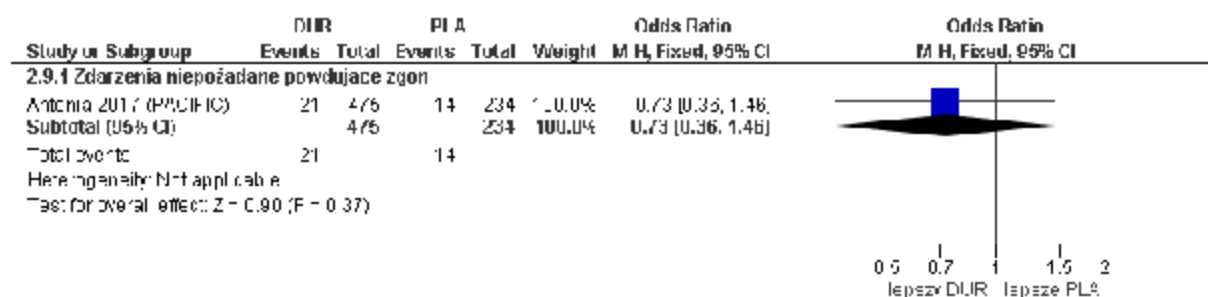 DUR PLA Odds Ratio Odds Ratio
Study or Subgroup Events Total Events Total Weight M-H, Fixed, 95% CI M-H, Fixed, 95% CI
2.9.1 Zdarzenia niepożądane powdujące zgon
Antonia 2017 (PACIFIC) 21 475 14 234 100.0% 0.73 [0.36, 1.46]
Subtotal (95% CI) 475 234 100.0% 0.73 [0.36, 1.46]
Total events 21 14
Heterogeneity: Not applicable
Test for overall effect: Z = 0.90 (P = 0.37)
0.5 0.7 1 1.5 2
lepszy DUR lepsze PLA